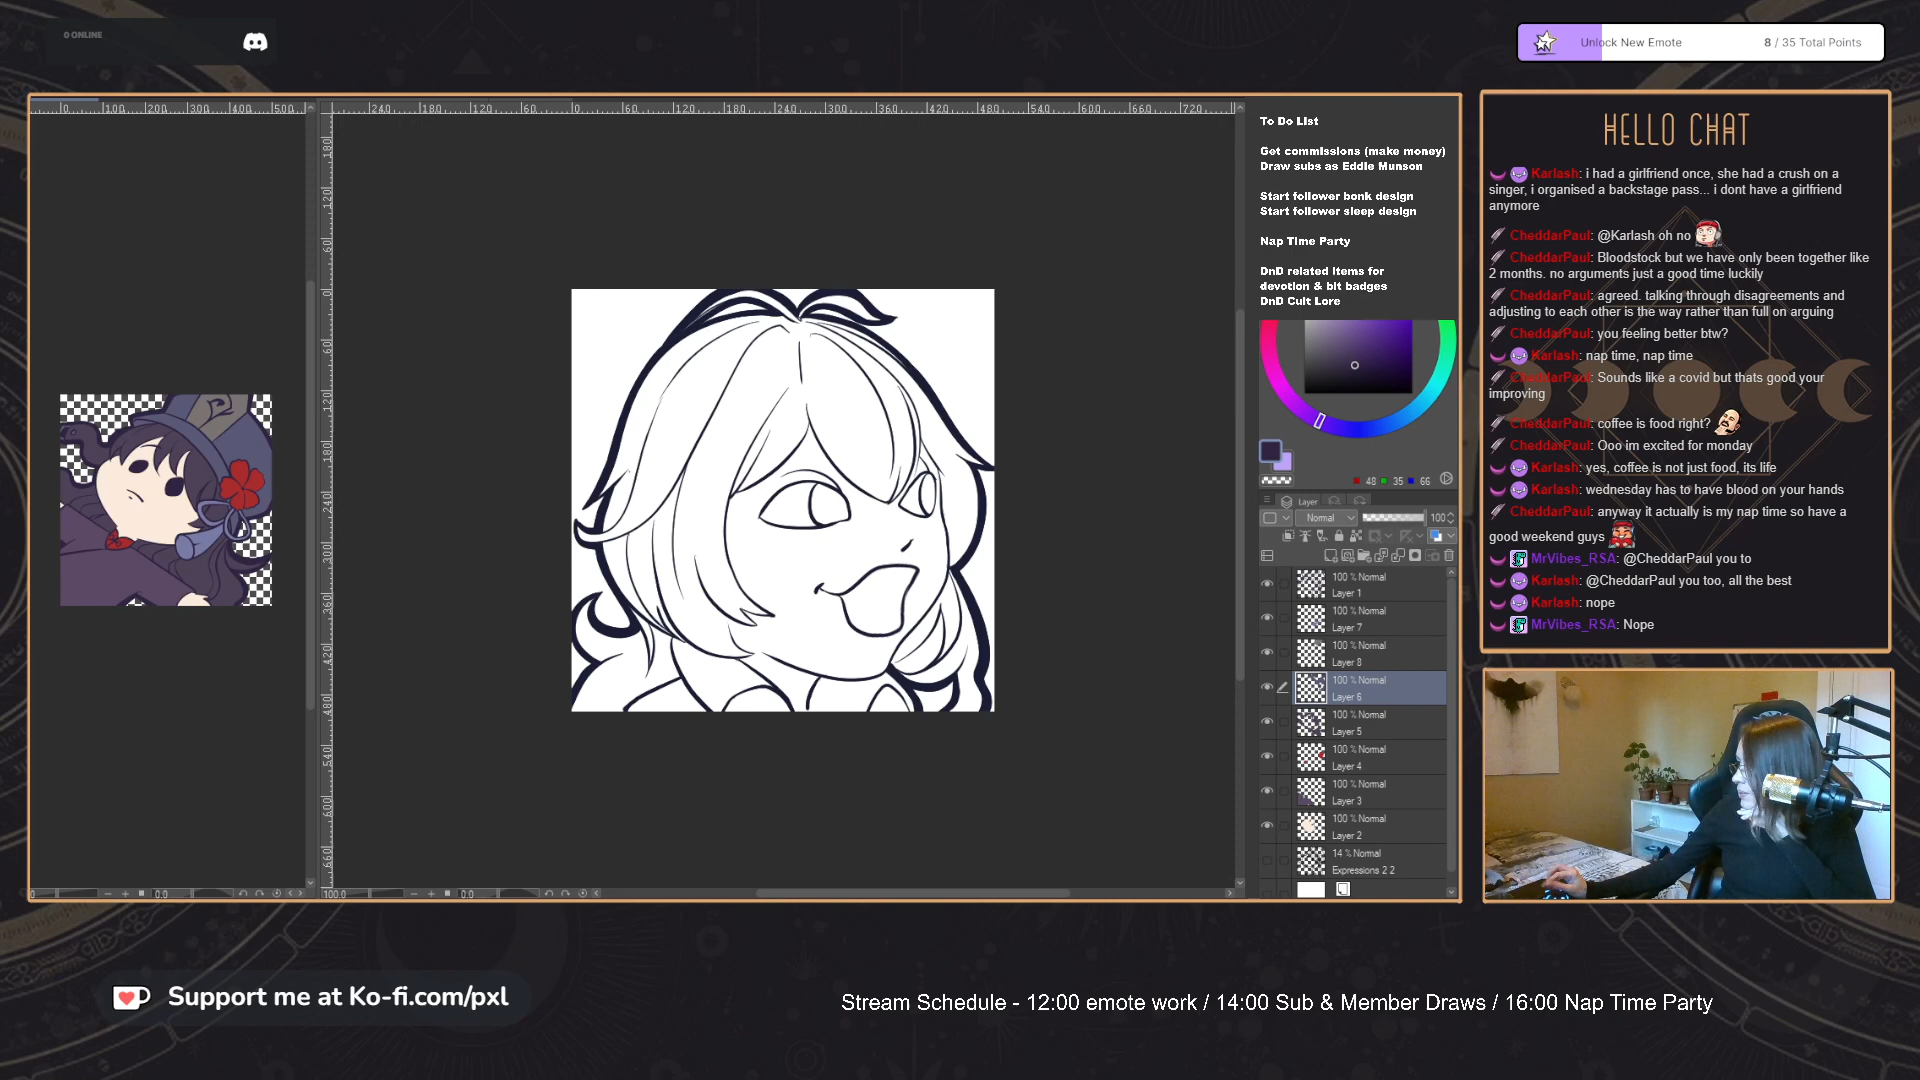 0 ONLINE
Unlock New Emote
8 / 35 Total Points
To Do List
Get commissions (make money)
Draw subs as Eddie Munson
Start follower bonk design
Start follower sleep design
Nap Time Party
DnD related items for
devotion & bit badges
DnD Cult Lore
48 35 66
Layer
Normal 100
100 % Normal
Layer 1
100 % Normal
Layer 7
100 % Normal
Layer 8
100 % Normal
Layer 6
100 % Normal
Layer 5
100 % Normal
Layer 4
100 % Normal
Layer 3
100 % Normal
Layer 2
14 % Normal
Expressions 2 2
0.0
100.0
0.0
HELLO CHAT
Karlash: i had a girlfriend once, she had a crush on a
singer, i organised a backstage pass... i dont have a girlfriend
anymore
CheddarPaul: @Karlash oh no
CheddarPaul: Bloodstock but we have only been together like
2 months. no arguments just a good time luckily
CheddarPaul: agreed. talking through disagreements and
adjusting to each other is the way rather than full on arguing
CheddarPaul: you feeling better btw?
Karlash: nap time, nap time
CheddarPaul: Sounds like a covid but thats good your
improving
CheddarPaul: coffee is food right?
CheddarPaul: Ooo im excited for monday
Karlash: yes, coffee is not just food, its life
Karlash: wednesday has to have blood on your hands
CheddarPaul: anyway it actually is my nap time so have a
good weekend guys
MrVibes_RSA: @CheddarPaul you to
Karlash: @CheddarPaul you too, all the best
Karlash: nope
MrVibes_RSA: Nope
Support me at Ko-fi.com/pxl
Stream Schedule - 12:00 emote work / 14:00 Sub & Member Draws / 16:00 Nap Time Party